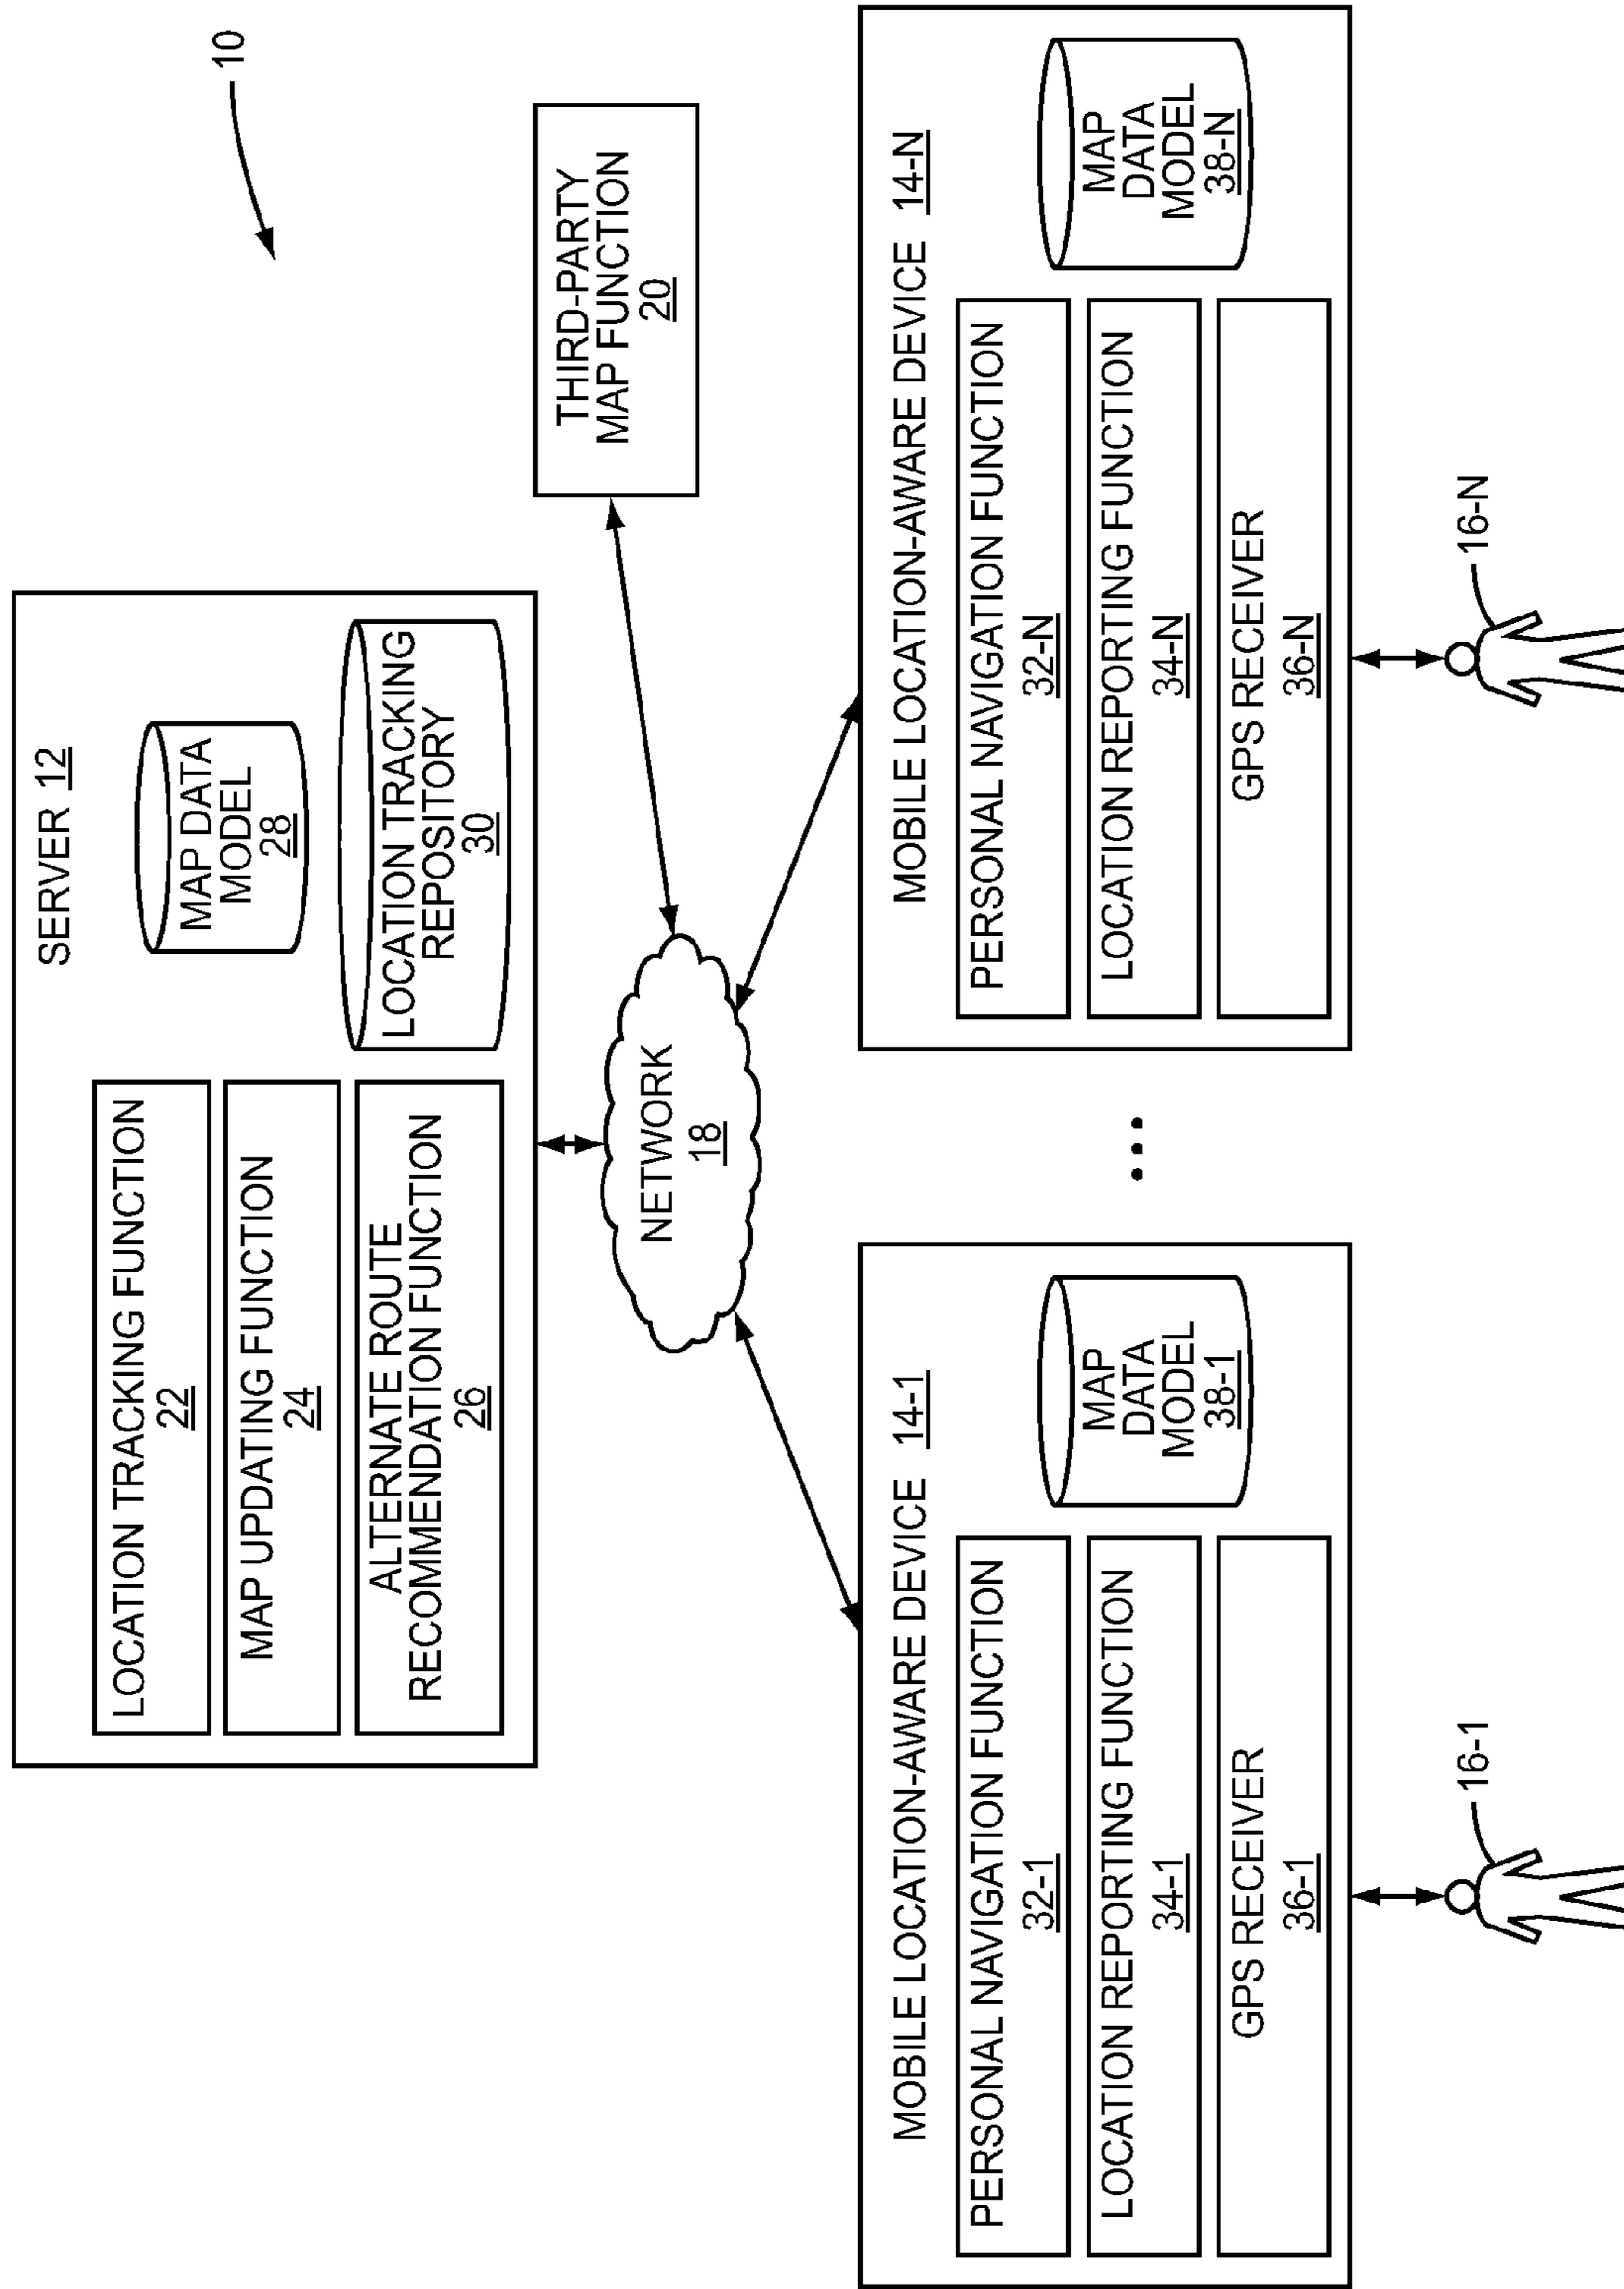 10
SERVER 12
LOCATION TRACKING FUNCTION
22
MAP UPDATING FUNCTION
24
ALTERNATE ROUTE
RECOMMENDATION FUNCTION
26
MAP DATA
MODEL
28
LOCATION TRACKING
REPOSITORY
30
NETWORK
18
THIRD-PARTY
MAP FUNCTION
20
MOBILE LOCATION-AWARE DEVICE 14-1
PERSONAL NAVIGATION FUNCTION
32-1
LOCATION REPORTING FUNCTION
34-1
GPS RECEIVER
36-1
MAP
DATA
MODEL
38-1
16-1
...
MOBILE LOCATION-AWARE DEVICE 14-N
PERSONAL NAVIGATION FUNCTION
32-N
LOCATION REPORTING FUNCTION
34-N
GPS RECEIVER
36-N
MAP
DATA
MODEL
38-N
16-N